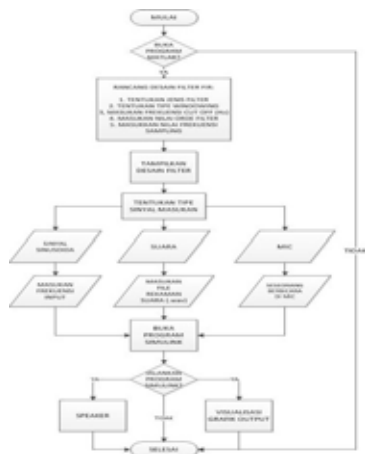 MULAI
BUKA
PROGRAM
MATLAB?
YA
RANCANG DESAIN FILTER FIR:
1. TENTUKAN JENIS FILTER
2. TENTUKAN TIPE WINDOWING
3. MASUKAN FREKUENSI CUT OFF
4. MASUKAN NILAI ORDE FILTER
5. MASUKAN NILAI FREKUENSI
SAMPLING
TAMPILKAN
DESAIN FILTER
TENTUKAN TIPE
SINYAL MASUKAN
SINYAL
SINUSOIDA
SUARA
MIC
TIDAK
MASUKAN
FREKUENSI
INPUT
MASUKAN
FILE
REKAMAN
SUARA (.wav)
SESEORANG
BERBICARA
DI MIC
BUKA
PROGRAM
SIMULINK
JALANKAN
PROGRAM
SIMULINK?
YA
YA
SPEAKER
TIDAK
VISUALISASI
GRAFIK OUTPUT
SELESAI